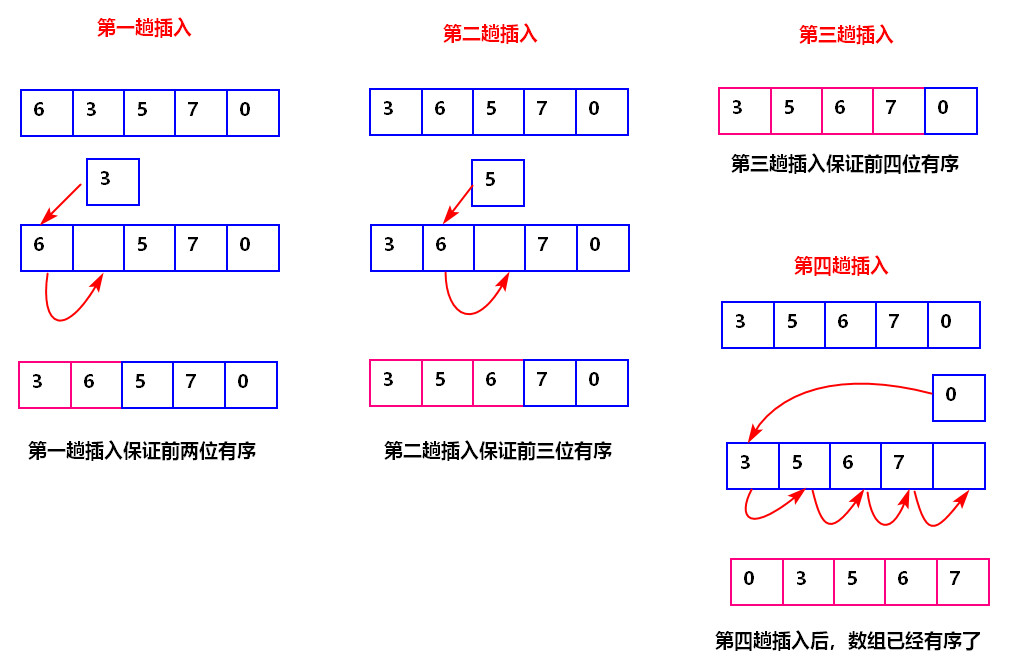 第一趟插入
6 3 5 7 0
3
6 5 7 0
3 6 5 7 0
第一趟插入保证前两位有序
第二趟插入
3 6 5 7 0
5
3 6 7 0
3 5 6 7 0
第二趟插入保证前三位有序
第三趟插入
3 5 6 7 0
第三趟插入保证前四位有序
第四趟插入
3 5 6 7 0
0
3 5 6 7
0 3 5 6 7
第四趟插入后，数组已经有序了